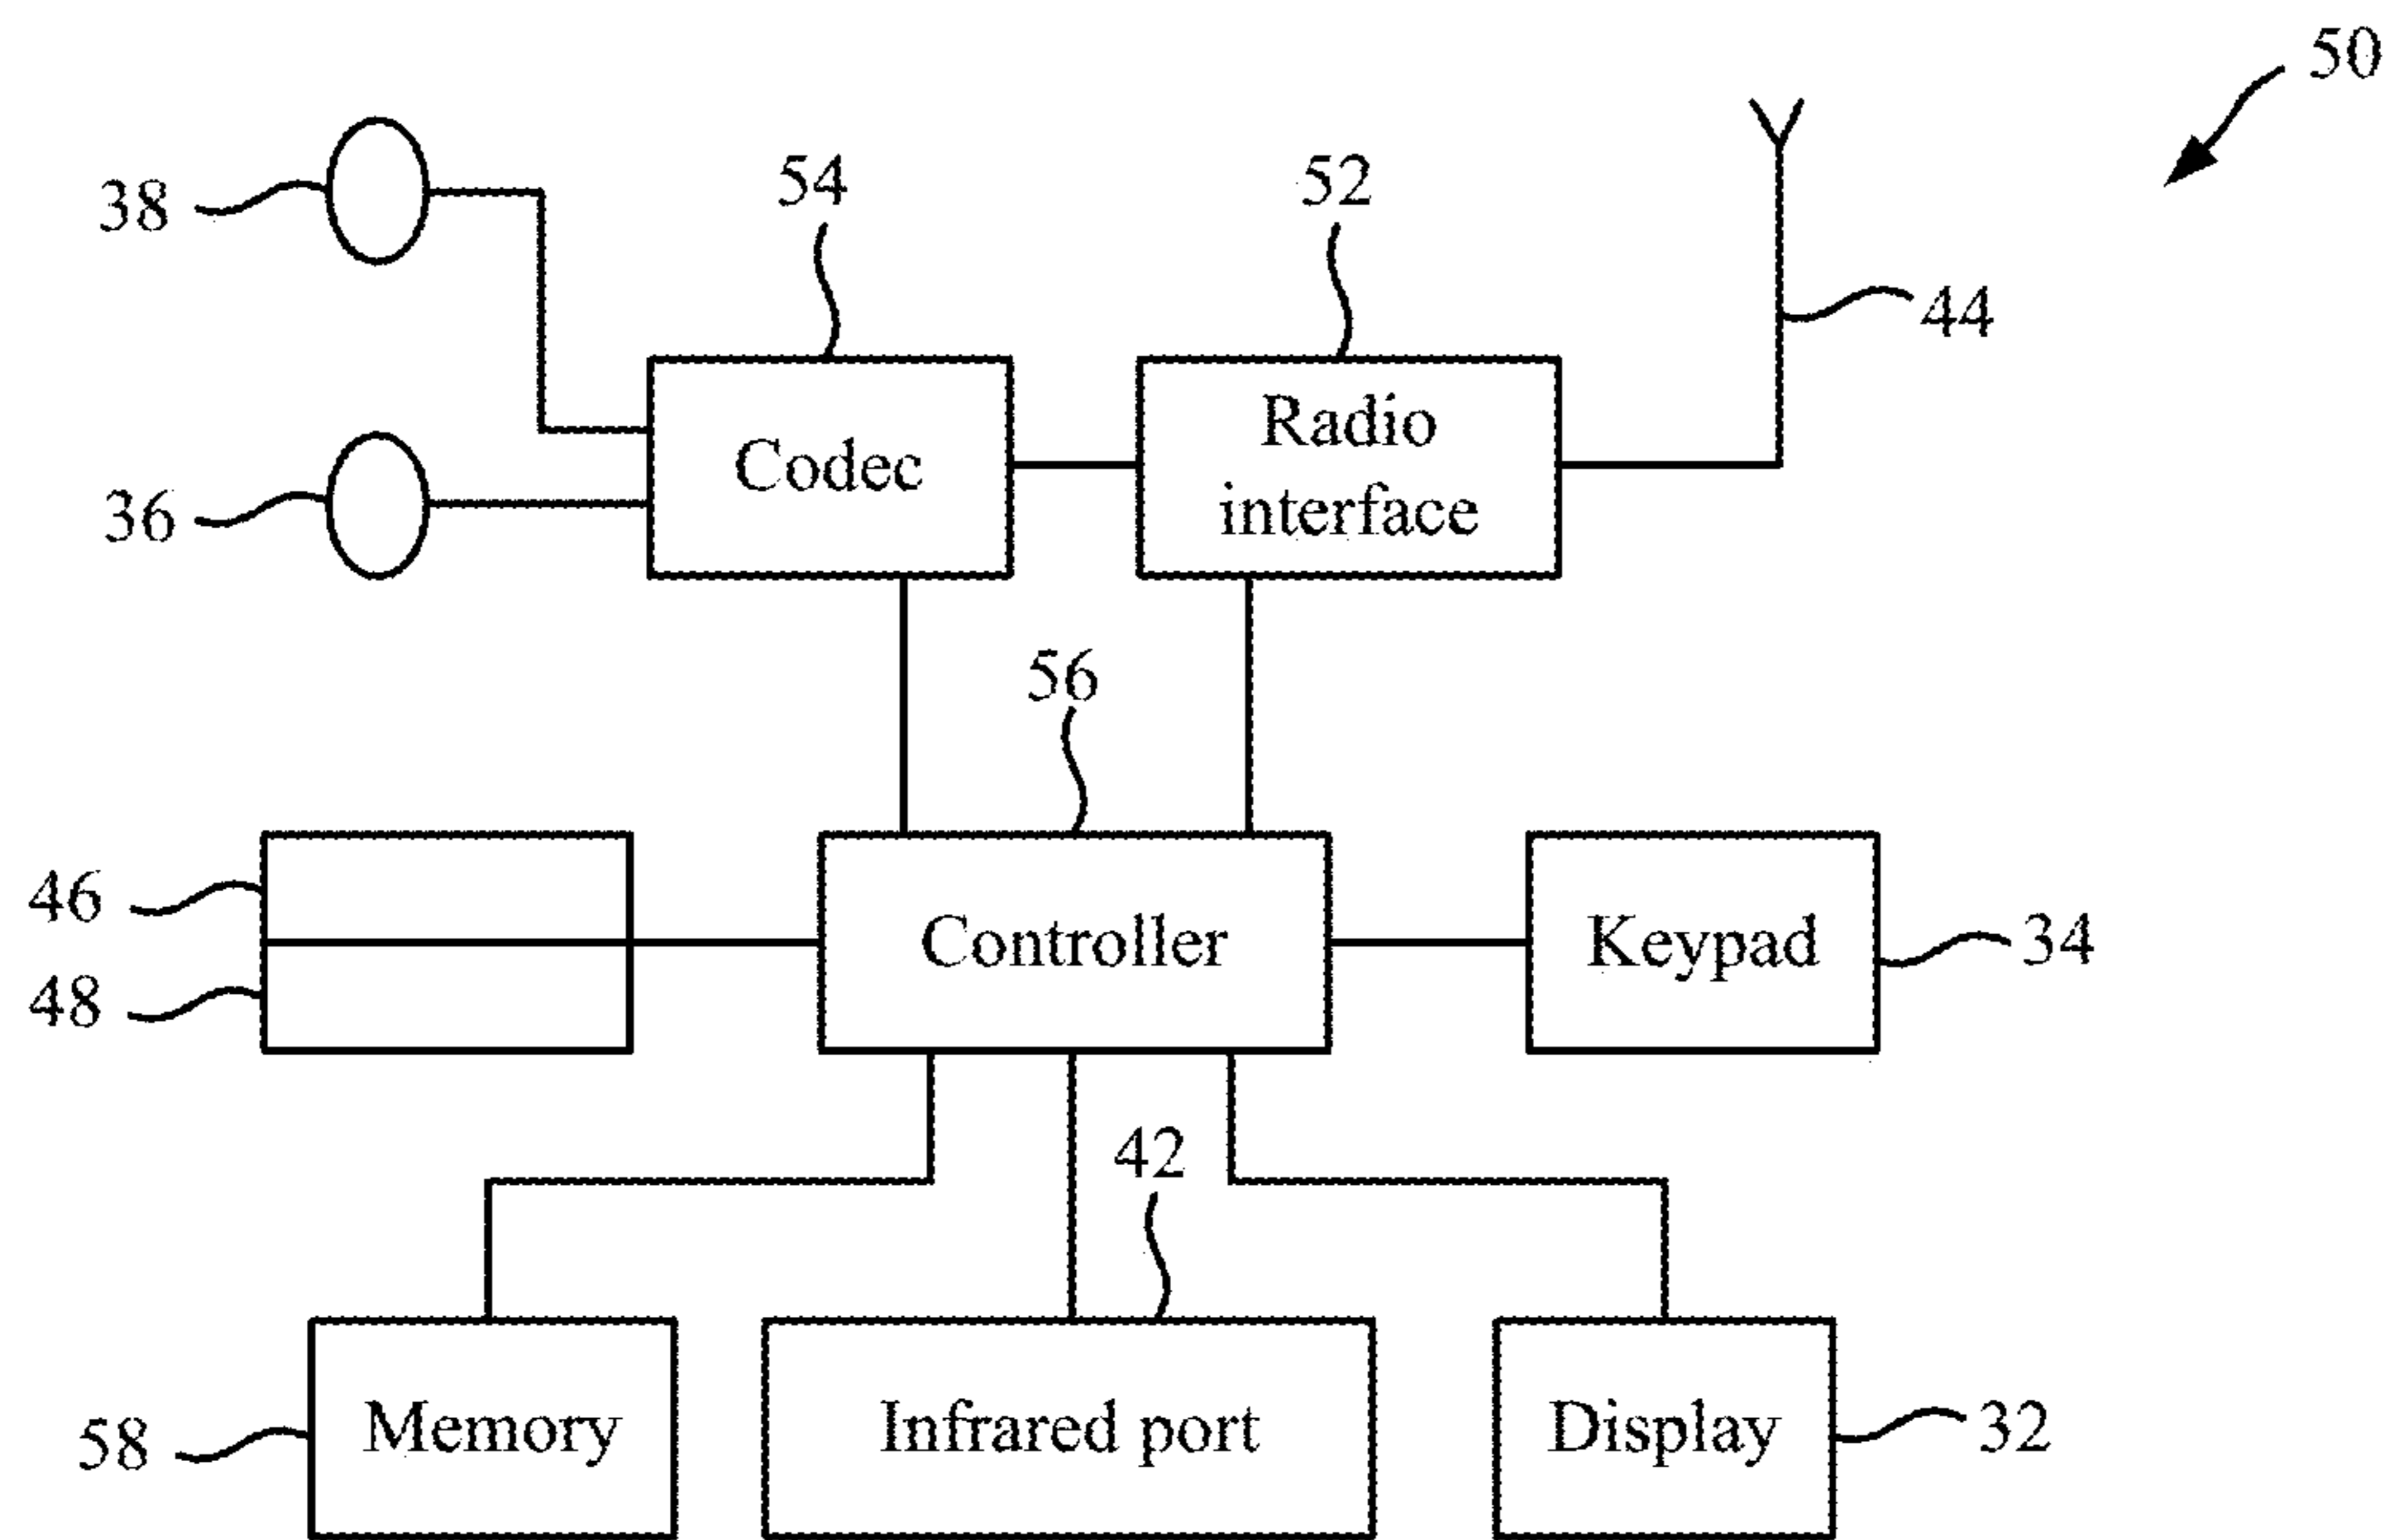 50
54
52
38
44
Radio
Codec
interface
36
56
46
Controller
Keypad
34
48
42
Memory
Infrared port
Display
58
32